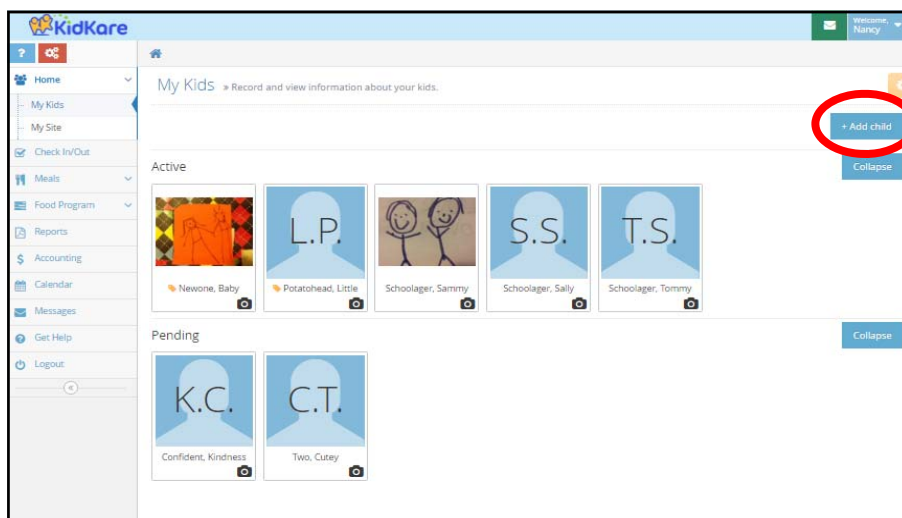 KidKare
Welcome,
Nancy
?
Home
My Kids » Record and view information about your kids.
My Kids
My Site
+ Add child
Check In/Out
Meals
Food Program
Reports
$ Accounting
Calendar
Messages
Get Help
Logout
Active
Collapse
L.P.
S.S.
T.S.
Newone, Baby
Potatohead, Little
Schoolager, Sammy
Schoolager, Sally
Schoolager, Tommy
Pending
Collapse
K.C.
C.T.
Confident, Kindness
Two, Cutey